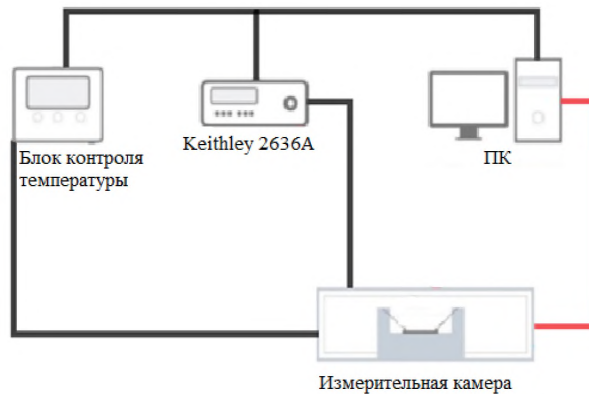 Keithley 2636A
Блок контроля
температуры
ПК
Измерительная камера